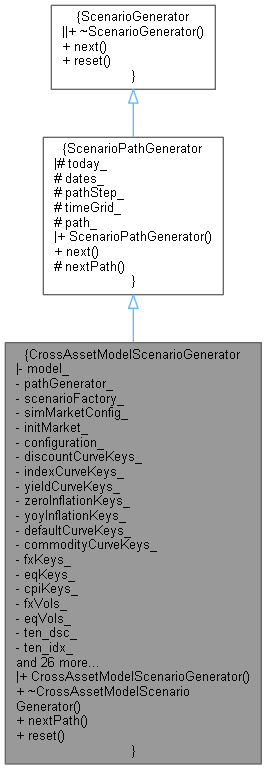 {ScenarioGenerator
||+ ~ScenarioGenerator()
+ next()
+ reset()
}
{ScenarioPathGenerator
|# today_
# dates_
# pathStep_
# timeGrid_
# path_
|+ ScenarioPathGenerator()
+ next()
# nextPath()
}
{CrossAssetModelScenarioGenerator
|- model_
- pathGenerator_
- scenarioFactory_
- simMarketConfig_
- initMarket_
- configuration_
- discountCurveKeys_
- indexCurveKeys_
- yieldCurveKeys_
- zeroInflationKeys_
- yoyInflationKeys_
- defaultCurveKeys_
- commodityCurveKeys_
- fxKeys_
- eqKeys_
- cpiKeys_
- fxVols_
- eqVols_
- ten_dsc_
- ten_idx_
and 26 more...
|+ CrossAssetModelScenarioGenerator()
+ ~CrossAssetModelScenario
Generator()
+ nextPath()
+ reset()
}